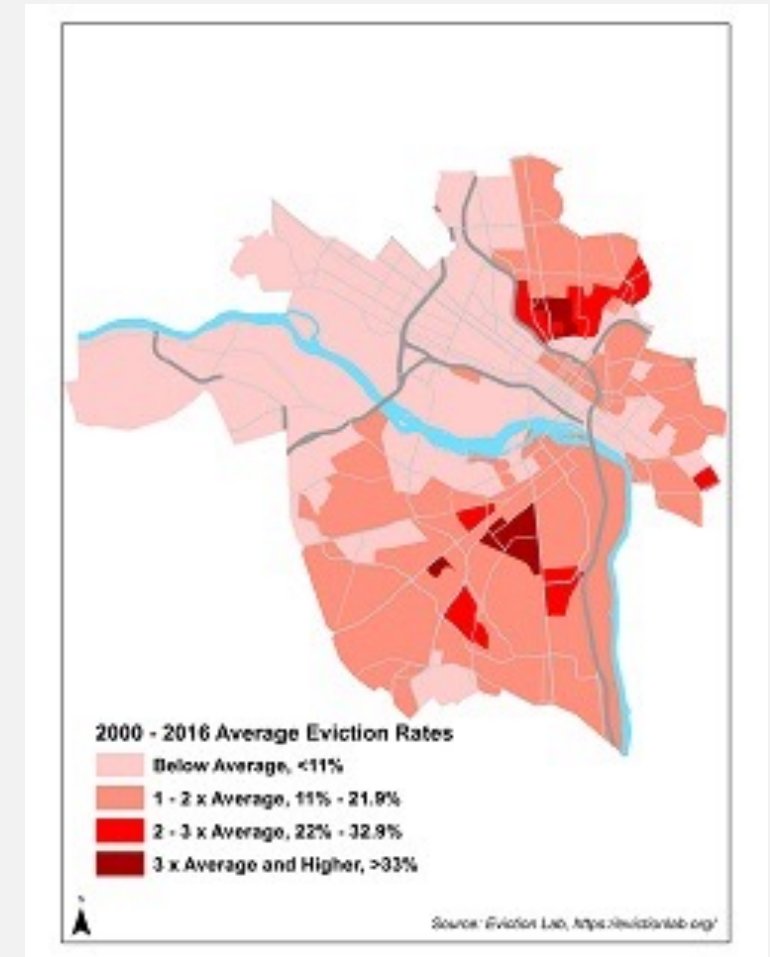 2000 - 2016 Average Eviction Rates
Below Average, <11%
1 - 2 x Average, 11% - 21.9%
2 - 3 x Average, 22% - 32.9%
3 x Average and Higher, >33%
Source: Eviction Lab, https://evictionlab.org/